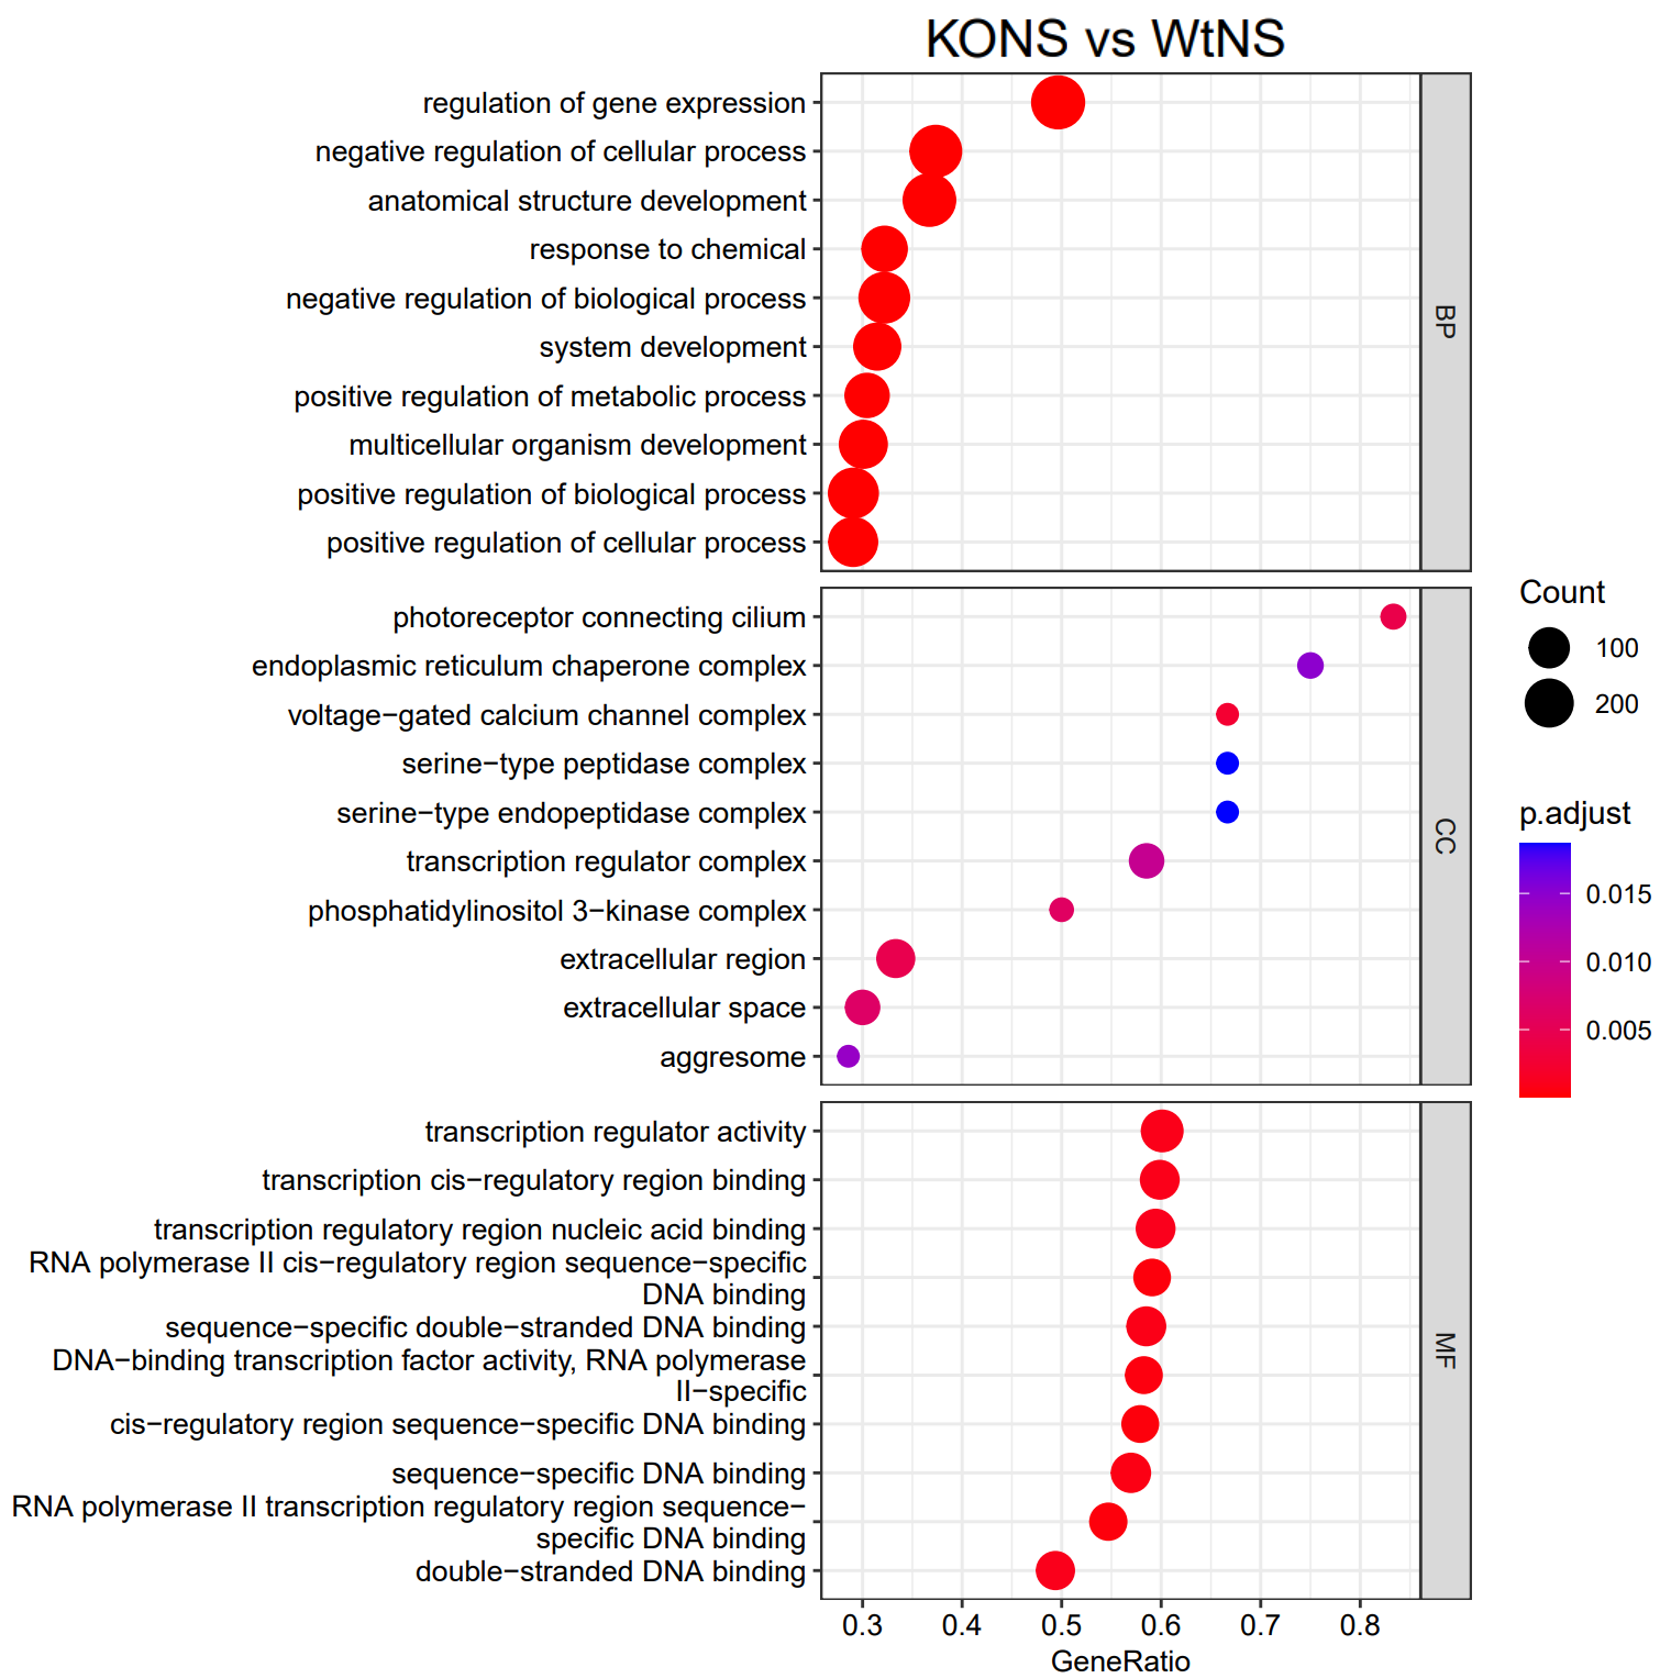 KONS vs WtNS
regulation of gene expression
negative regulation of cellular process
anatomical structure development
response to chemical
negative regulation of biological process
system development
positive regulation of metabolic process
multicellular organism development
positive regulation of biological process
positive regulation of cellular process
BP
photoreceptor connecting cilium
endoplasmic reticulum chaperone complex
voltage−gated calcium channel complex
serine−type peptidase complex
serine−type endopeptidase complex
transcription regulator complex
phosphatidylinositol 3−kinase complex
extracellular region
extracellular space
aggresome
CC
transcription regulator activity
transcription cis−regulatory region binding
transcription regulatory region nucleic acid binding
RNA polymerase II cis−regulatory region sequence−specific
DNA binding
sequence−specific double−stranded DNA binding
DNA−binding transcription factor activity, RNA polymerase
II−specific
cis−regulatory region sequence−specific DNA binding
sequence−specific DNA binding
RNA polymerase II transcription regulatory region sequence−
specific DNA binding
double−stranded DNA binding
MF
0.3 0.4 0.5 0.6 0.7 0.8
GeneRatio
Count
100
200
p.adjust
0.015
0.010
0.005